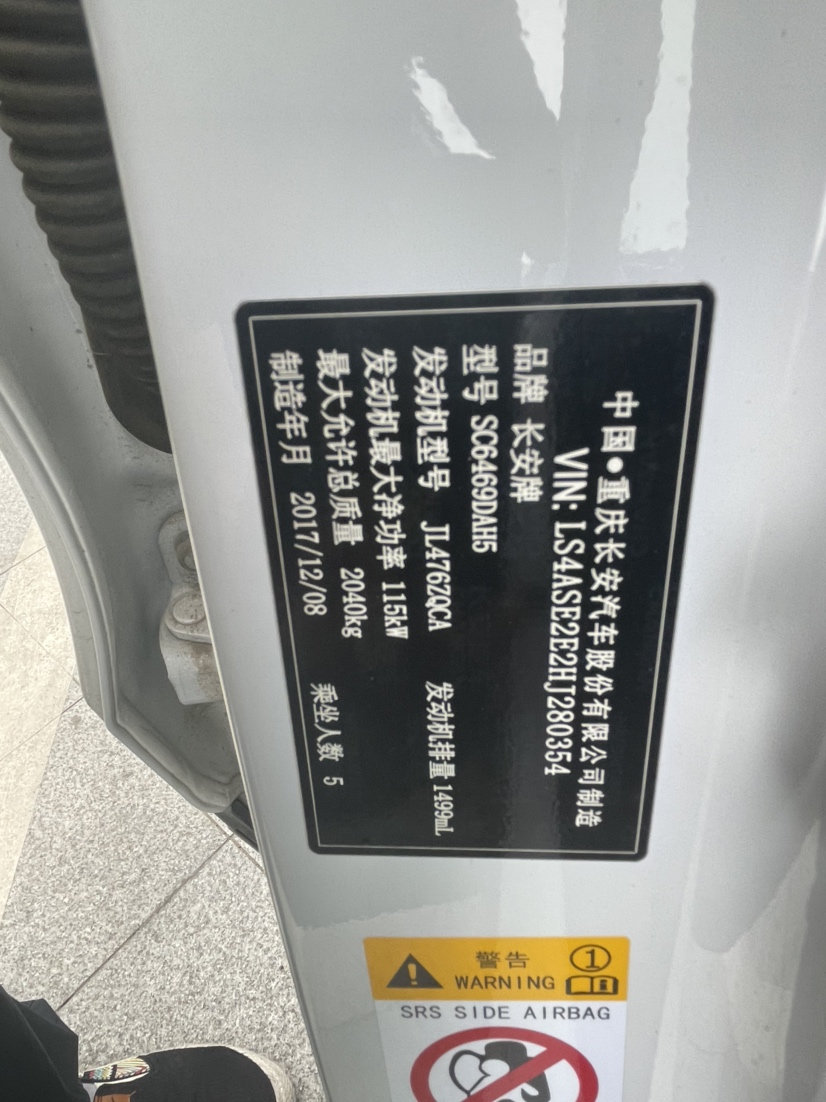 中国●重庆长安汽车股份有限公司制造
VIN: LS4ASE2E2HJ280354
品牌 长安牌
型号 SC6469DAH5
发动机型号 JL476ZQCA 发动机排量 1499mL
发动机最大净功率 115kW
最大允许总质量 2040kg
制造年月 2017/12/08 乘坐人数 5
警告 1
WARNING
SRS SIDE AIRBAG